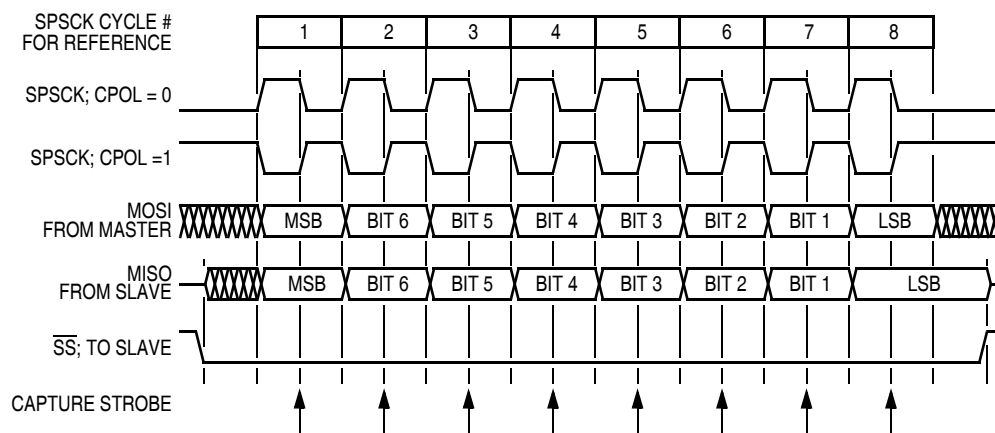 SPSCK CYCLE #
FOR REFERENCE
1 2 3 4 5 6 7 8
SPSCK; CPOL = 0
SPSCK; CPOL =1
MOSI
FROM MASTER
MSB BIT 6 BIT 5 BIT 4 BIT 3 BIT 2 BIT 1 LSB
MISO
FROM SLAVE
MSB BIT 6 BIT 5 BIT 4 BIT 3 BIT 2 BIT 1 LSB
S̅S̅; TO SLAVE
CAPTURE STROBE